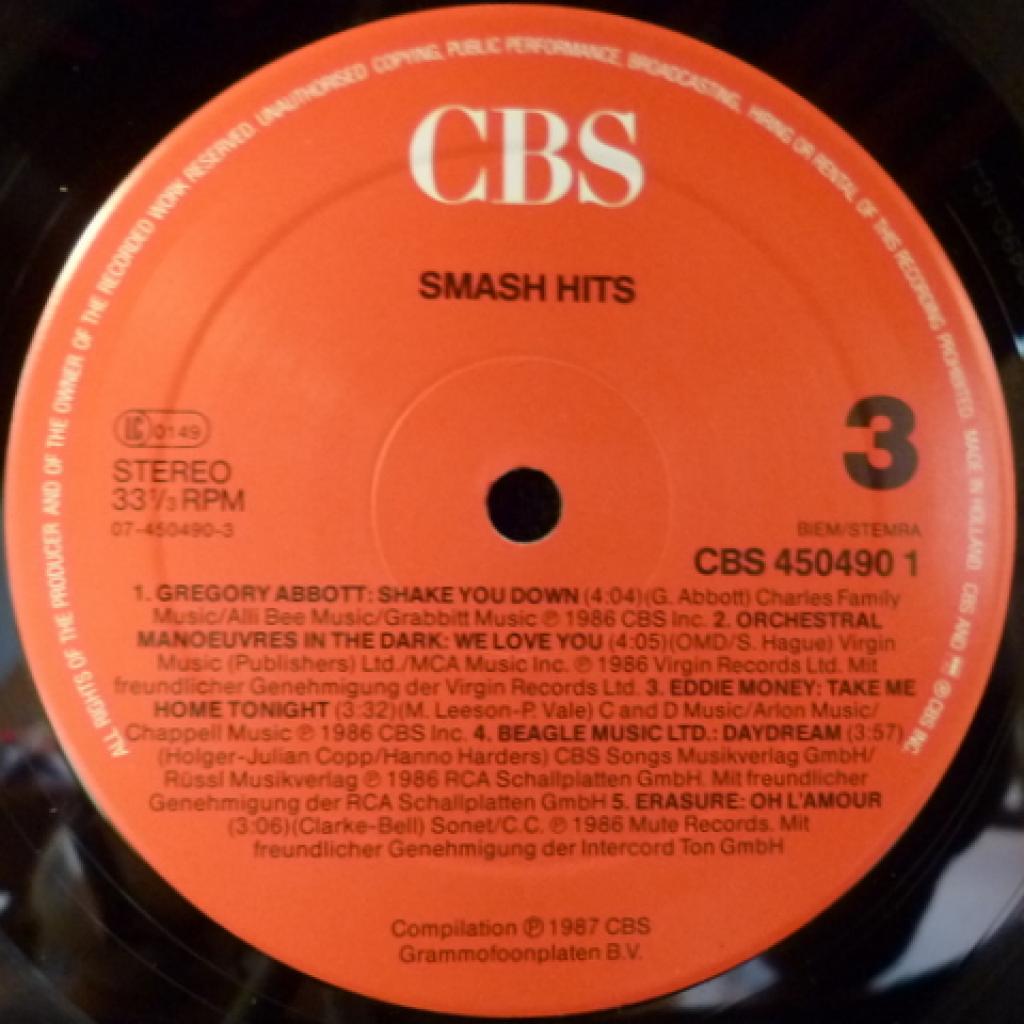 ALL RIGHTS OF THE PRODUCER AND OF THE OWNER OF THE RECORDED WORK RESERVED. UNAUTHORISED COPYING, PUBLIC PERFORMANCE, BROADCASTING, HIRING OR RENTAL OF THIS RECORDING PROHIBITED. MADE IN HOLLAND CBS AND ℗ © CBS INC.
CBS
SMASH HITS
LC 0149
STEREO
33⅓ RPM
07-450490-3
3
BIEM/STEMRA
CBS 450490 1
1. GREGORY ABBOTT: SHAKE YOU DOWN (4:04)(G. Abbott) Charles Family
Music/Alli Bee Music/Grabbitt Music ℗ 1986 CBS Inc. 2. ORCHESTRAL
MANOEUVRES IN THE DARK: WE LOVE YOU (4:05)(OMD/S. Hague) Virgin
Music (Publishers) Ltd./MCA Music Inc. ℗ 1986 Virgin Records Ltd. Mit
freundlicher Genehmigung der Virgin Records Ltd. 3. EDDIE MONEY: TAKE ME
HOME TONIGHT (3:32)(M. Leeson-P. Vale) C and D Music/Arlon Music/
Chappell Music ℗ 1986 CBS Inc. 4. BEAGLE MUSIC LTD.: DAYDREAM (3:57)
(Holger-Julian Copp/Hanno Harders) CBS Songs Musikverlag GmbH/
Rüssl Musikverlag ℗ 1986 RCA Schallplatten GmbH. Mit freundlicher
Genehmigung der RCA Schallplatten GmbH 5. ERASURE: OH L'AMOUR
(3:06)(Clarke-Bell) Sonet/C.C. ℗ 1986 Mute Records. Mit
freundlicher Genehmigung der Intercord Ton GmbH
Compilation ℗ 1987 CBS
Grammofoonplaten B.V.